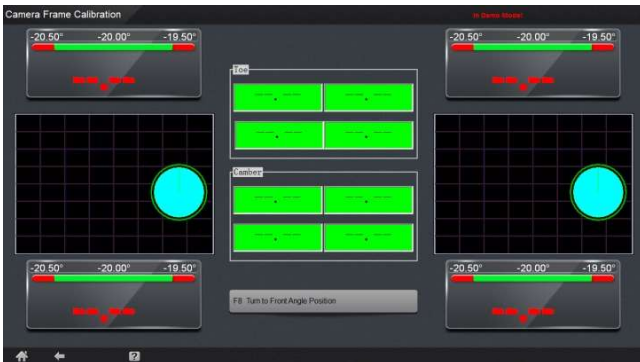 Camera Frame Calibration
In Demo Mode!
-20.50° -20.00° -19.50°
-20.50° -20.00° -19.50°
Toe
--.-- --.--
--.-- --.--
Camber
--.-- --.--
--.-- --.--
-20.50° -20.00° -19.50°
-20.50° -20.00° -19.50°
--.--
--.--
--.--
--.--
F8 Turn to Front Angle Position
?